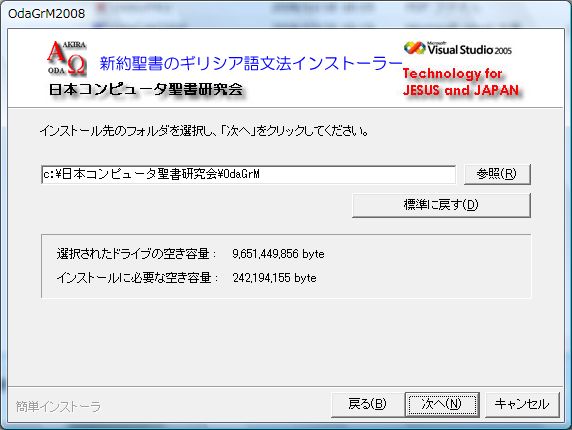 OdaGrM2008
AKIRA
ΑΩ
ODA
新約聖書のギリシア語文法インストーラー
日本コンピュータ聖書研究会
Microsoft
Visual Studio 2005
Technology for
JESUS and JAPAN
インストール先のフォルダを選択し、「次へ」をクリックしてください。
c:¥日本コンピュータ聖書研究会¥OdaGrM
参照(R)
標準に戻す(D)
選択されたドライブの空き容量： 9,651,449,856 byte
インストールに必要な空き容量： 242,194,155 byte
簡単インストーラ
戻る(B) 次へ(N) キャンセル